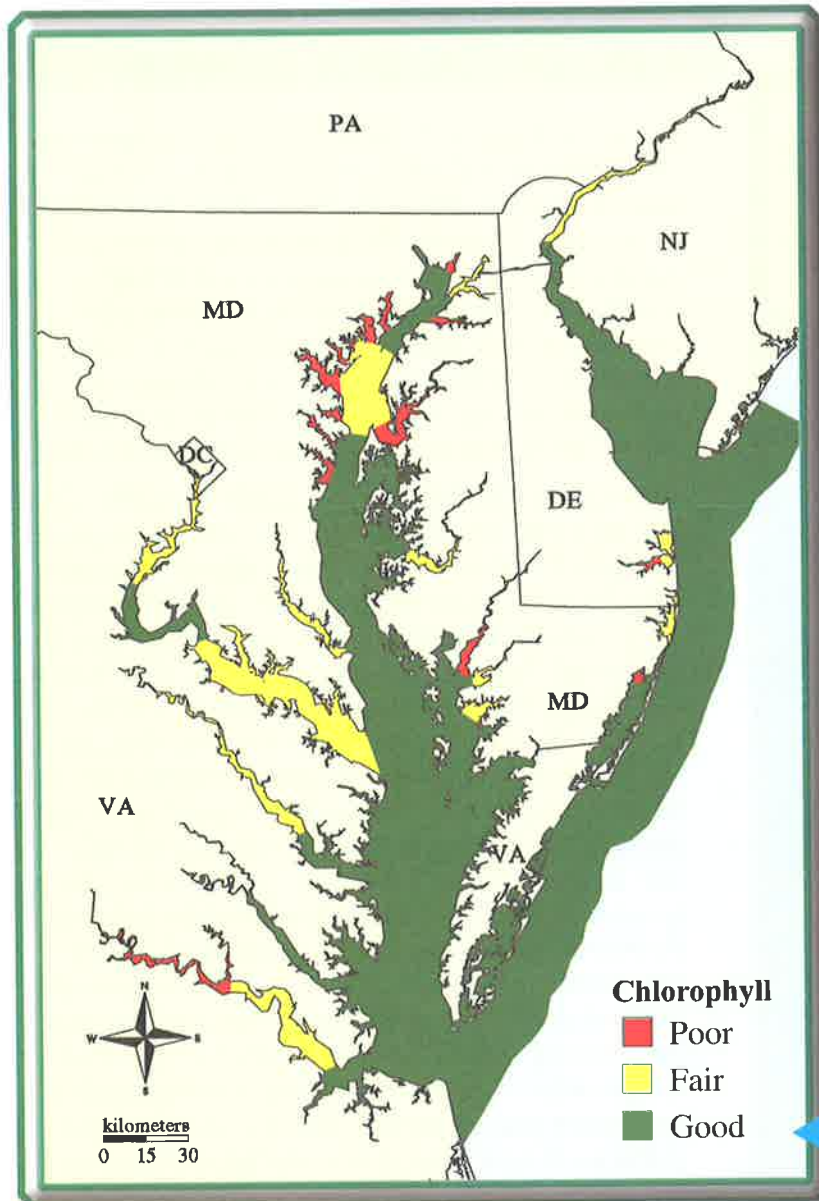 PA
NJ
MD
DC
DE
MD
VA
VA
N
W S
S
kilometers
0 15 30
Chlorophyll
Poor
Fair
Good